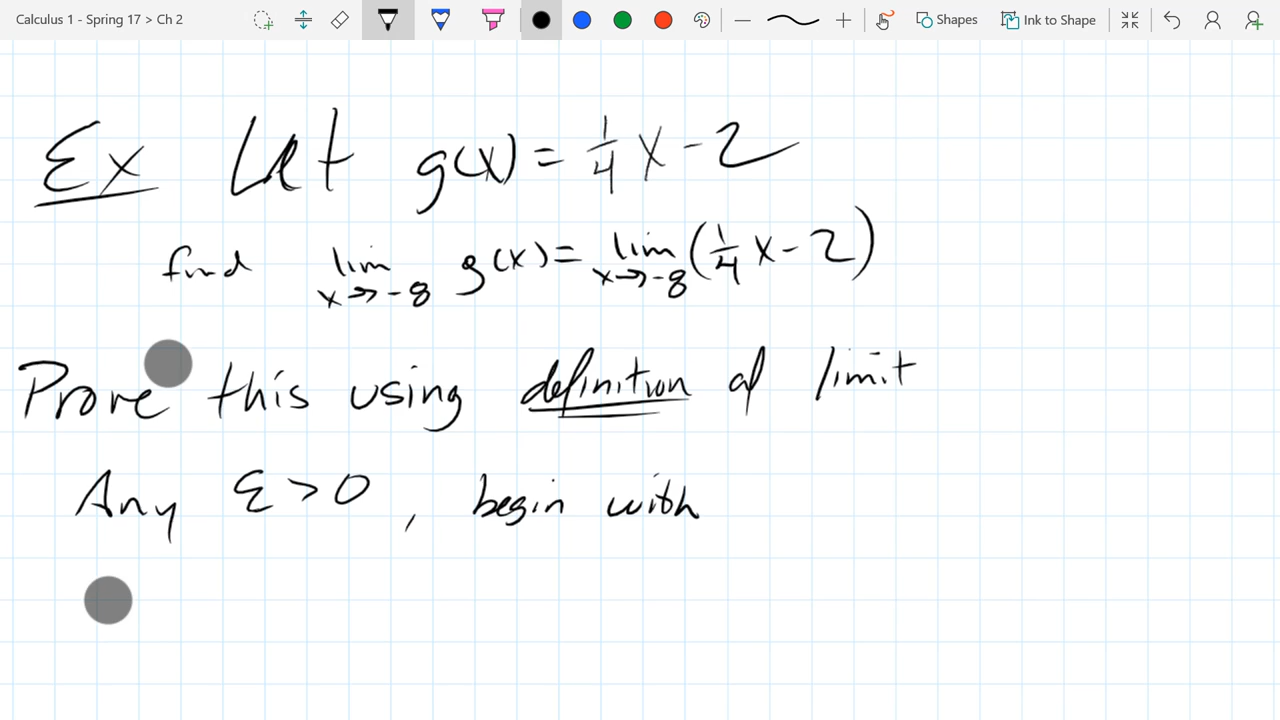 Calculus 1 - Spring 17 > Ch 2
Shapes
Ink to Shape
Ex Let g(x) = 1/4 x - 2
find lim x→-8 g(x) = lim x→-8 (1/4 x - 2)
Prove this using definition of limit
Any ε > 0, begin with